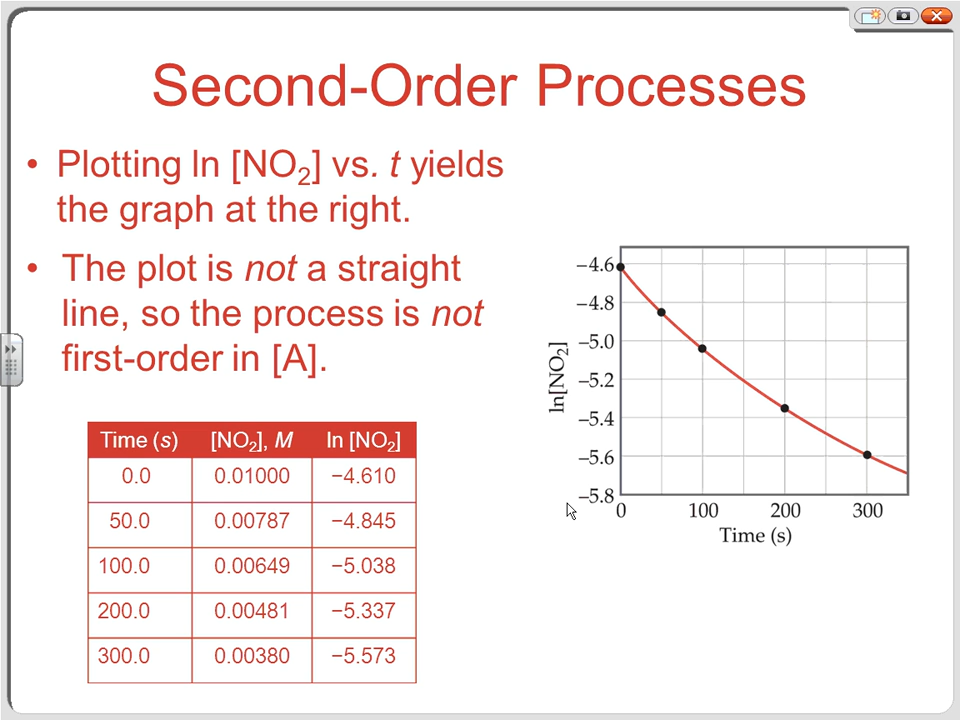 Second-Order Processes
• Plotting ln [NO₂] vs. t yields
the graph at the right.
• The plot is not a straight
line, so the process is not
first-order in [A].
Time (s) [NO₂], M ln [NO₂]
0.0 0.01000 −4.610
50.0 0.00787 −4.845
100.0 0.00649 −5.038
200.0 0.00481 −5.337
300.0 0.00380 −5.573
ln[NO₂]
−4.6
−4.8
−5.0
−5.2
−5.4
−5.6
−5.8
0 100 200 300
Time (s)